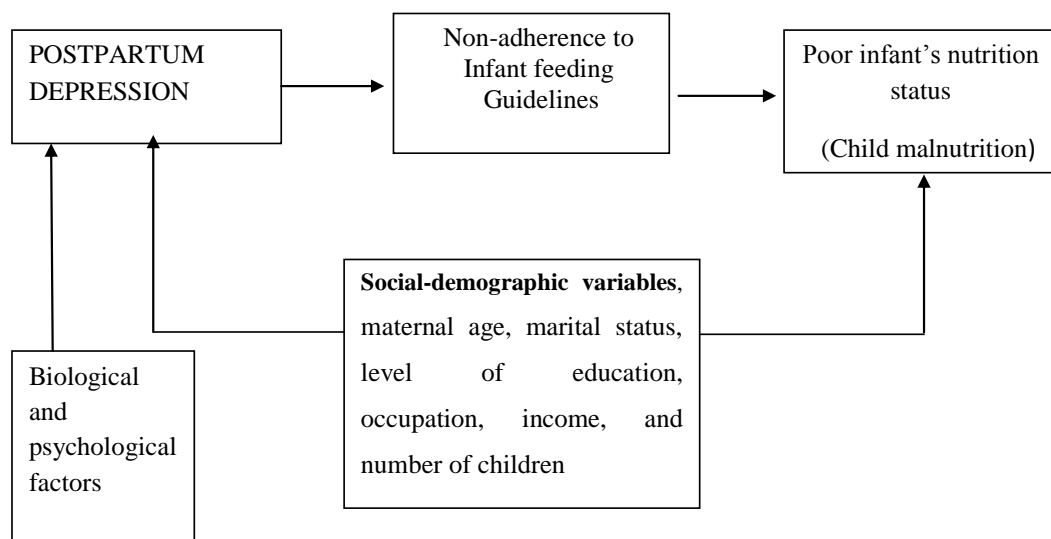 POSTPARTUM
DEPRESSION
Non-adherence to
Infant feeding
Guidelines
Poor infant’s nutrition
status
(Child malnutrition)
Social-demographic variables,
maternal age, marital status,
level of education,
occupation, income, and
number of children
Biological
and
psychological
factors